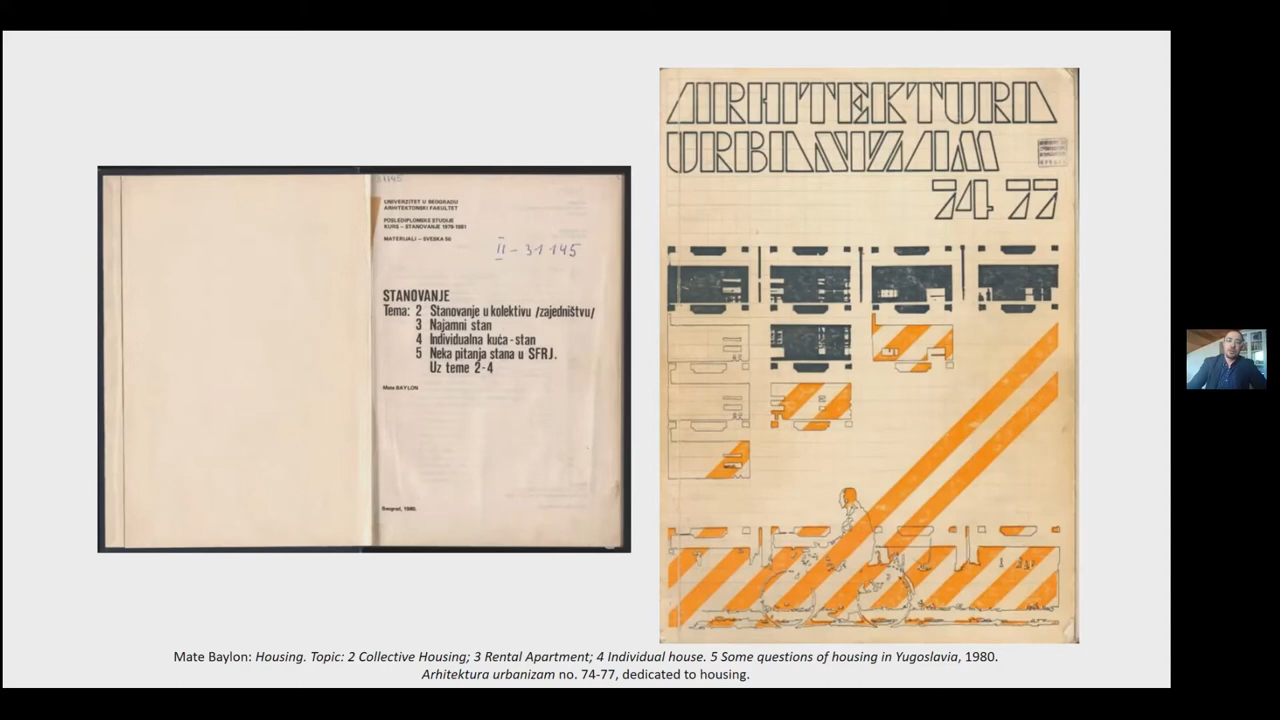 UNIVERZITET U BEOGRADU
ARHITEKTONSKI FAKULTET
POSLEDIPLOMSKE STUDIJE
KURS – STANOVANJE 1979-1981
MATERIJALI – SVESKA 50
II – 31145
STANOVANJE
Tema: 2 Stanovanje u kolektivu /zajedništvu/
3 Najamni stan
4 Individualna kuća-stan
5 Neka pitanja stana u SFRJ.
Uz teme 2-4
Mate BAYLON
Beograd, 1980.
ARHITEKTURA
URBANIZAM
74 77
Mate Baylon: Housing. Topic: 2 Collective Housing; 3 Rental Apartment; 4 Individual house. 5 Some questions of housing in Yugoslavia, 1980.
Arhitektura urbanizam no. 74-77, dedicated to housing.